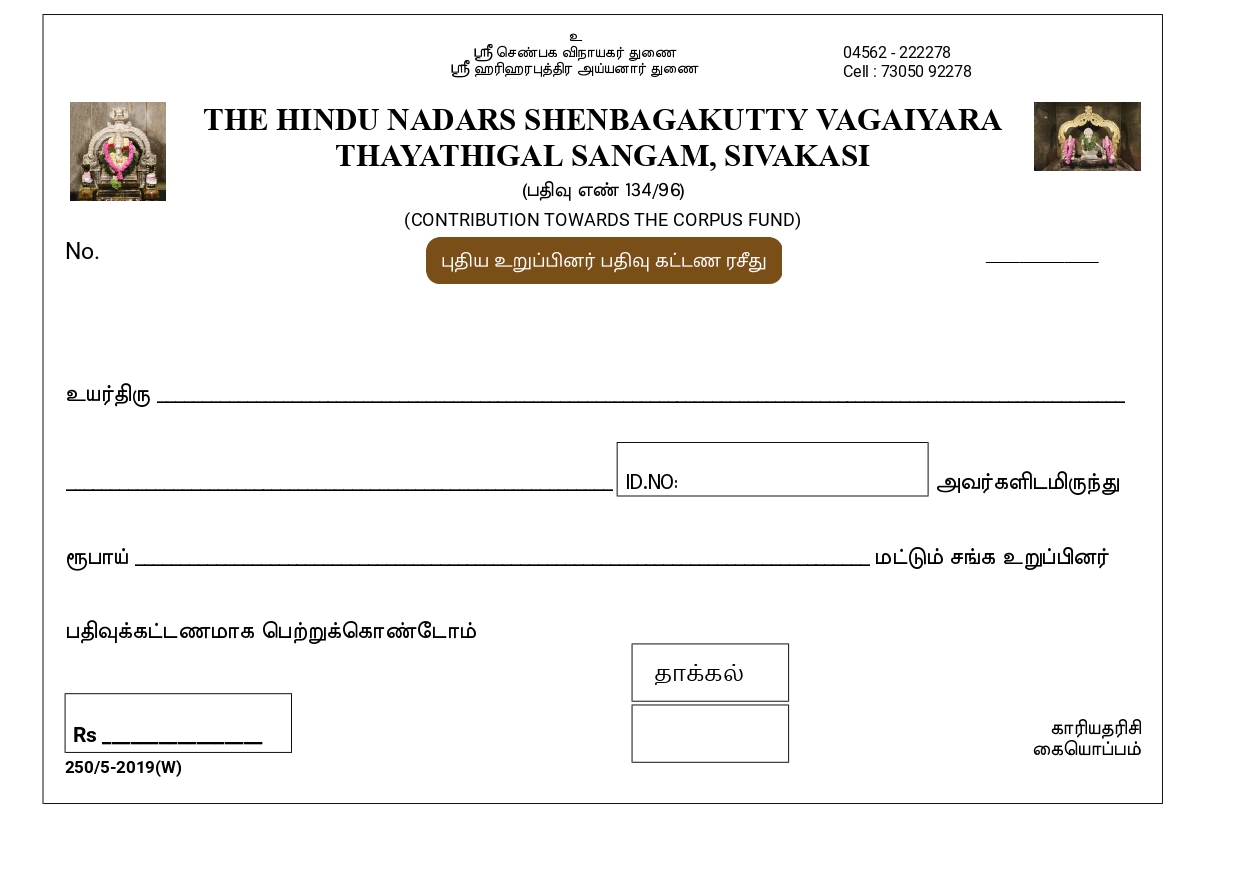 உ
ஸ்ரீ செண்பக விநாயகர் துணை
ஸ்ரீ ஹரிஹரபுத்திர அய்யனார் துணை
04562 - 222278
Cell : 73050 92278
THE HINDU NADARS SHENBAGAKUTTY VAGAIYARA
THAYATHIGAL SANGAM, SIVAKASI
(பதிவு எண் 134/96)
(CONTRIBUTION TOWARDS THE CORPUS FUND)
No.
புதிய உறுப்பினர் பதிவு கட்டண ரசீது
உயர்திரு
ID.NO: அவர்களிடமிருந்து
ரூபாய் மட்டும் சங்க உறுப்பினர்
பதிவுக்கட்டணமாக பெற்றுக்கொண்டோம்
தாக்கல்
Rs
காரியதரிசி
கையொப்பம்
250/5-2019(W)